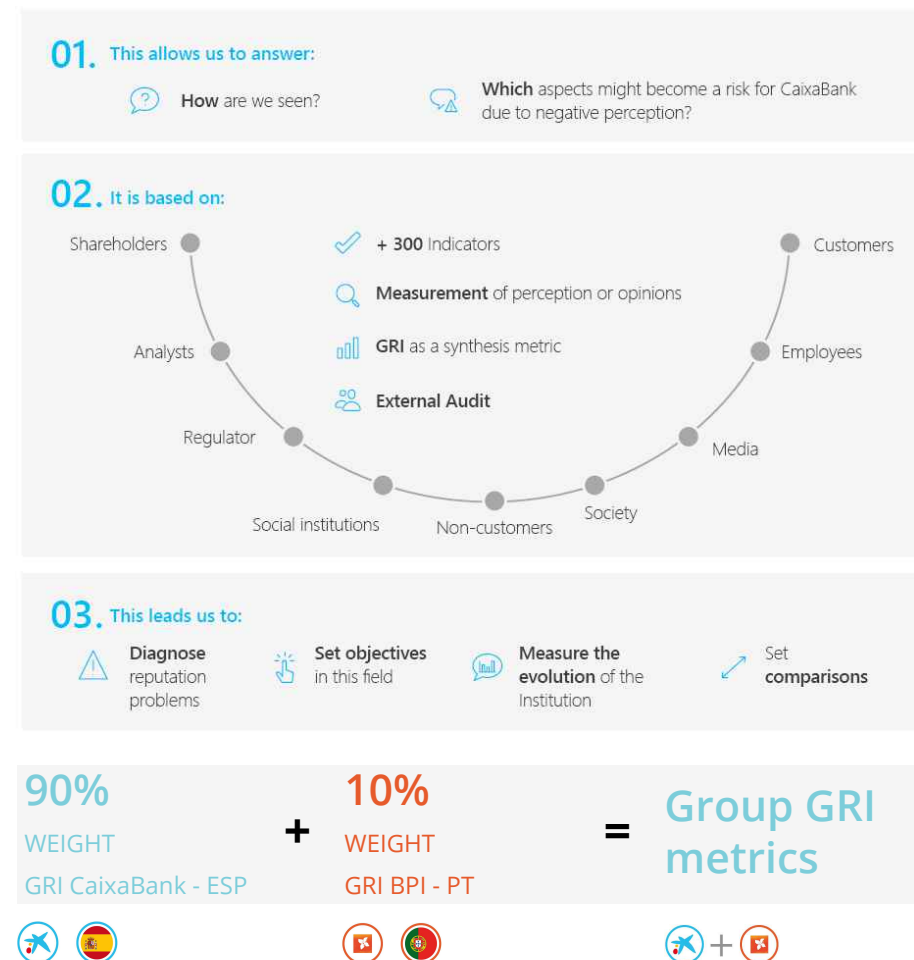 01. This allows us to answer:
How are we seen?
Which aspects might become a risk for CaixaBank
due to negative perception?
02. It is based on:
Shareholders
+ 300 Indicators
Customers
Measurement of perception or opinions
Analysts
GRI as a synthesis metric
Employees
External Audit
Regulator
Media
Social institutions
Non-customers
Society
03. This leads us to:
Diagnose
reputation
problems
Set objectives
in this field
Measure the
evolution of the
Institution
Set
comparisons
90%
WEIGHT
GRI CaixaBank - ESP
+
10%
WEIGHT
GRI BPI - PT
=
Group GRI
metrics
+